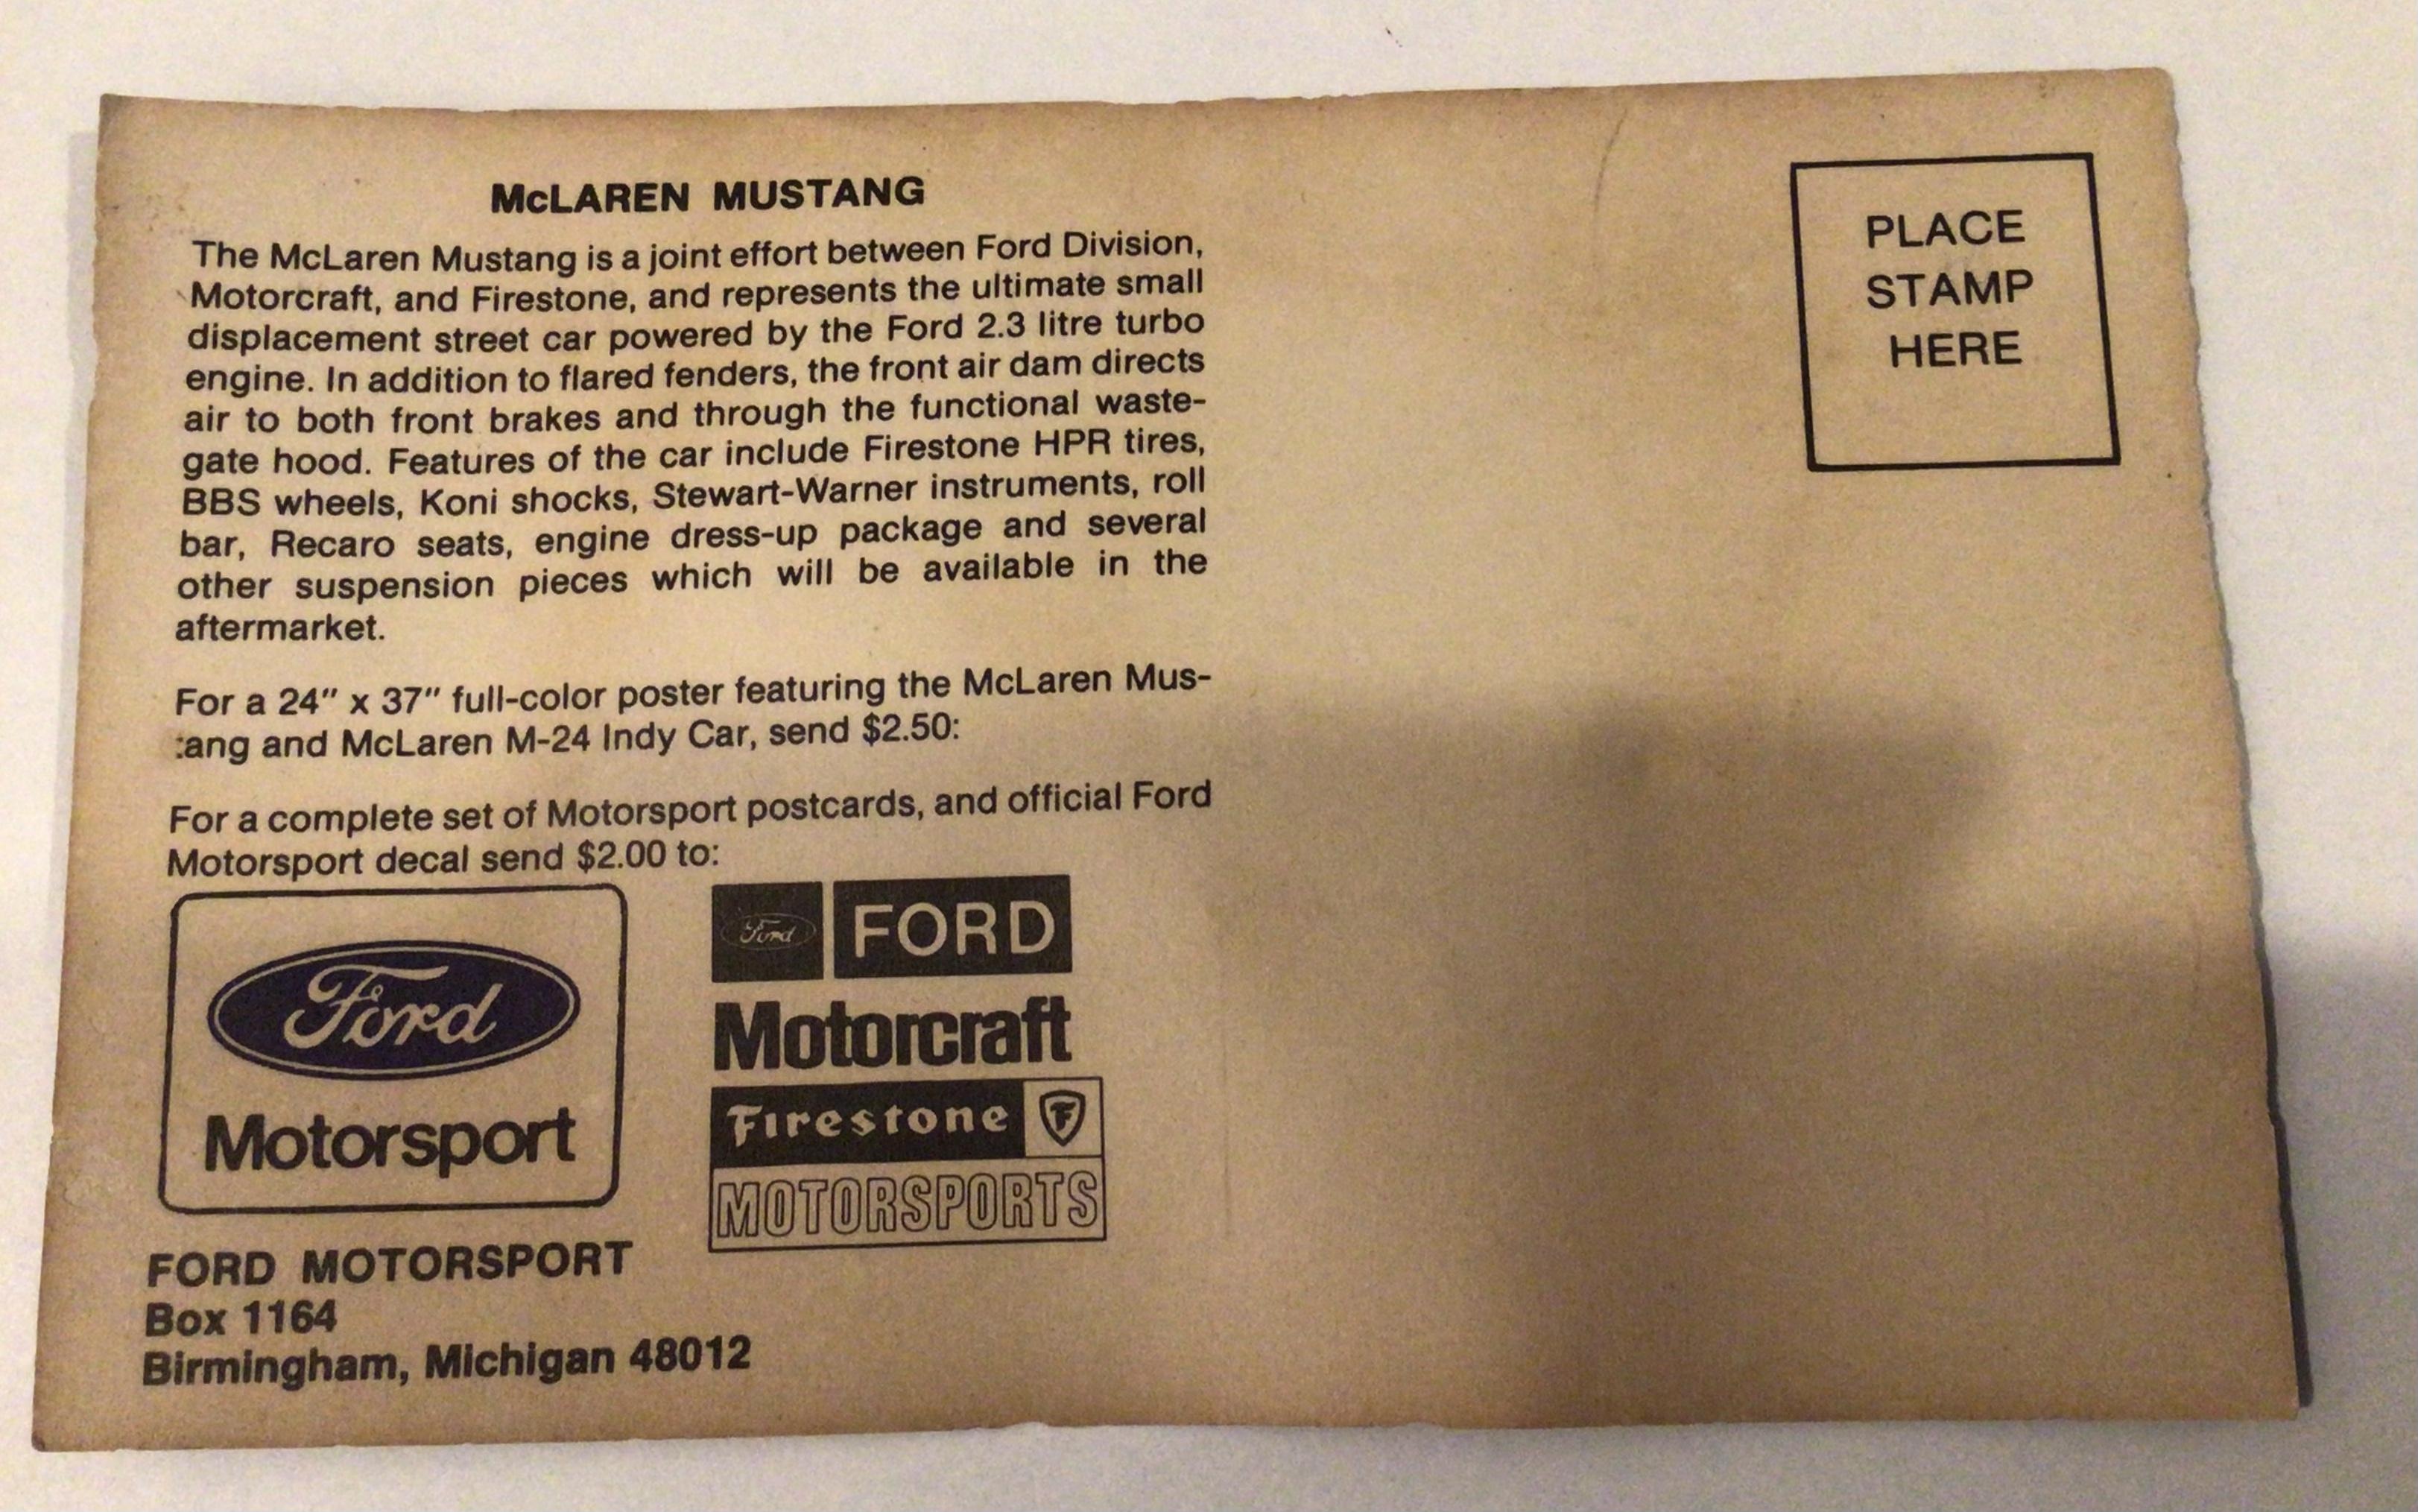 McLAREN MUSTANG
The McLaren Mustang is a joint effort between Ford Division,
Motorcraft, and Firestone, and represents the ultimate small
displacement street car powered by the Ford 2.3 litre turbo
engine. In addition to flared fenders, the front air dam directs
air to both front brakes and through the functional waste-
gate hood. Features of the car include Firestone HPR tires,
BBS wheels, Koni shocks, Stewart-Warner instruments, roll
bar, Recaro seats, engine dress-up package and several
other suspension pieces which will be available in the
aftermarket.
For a 24" x 37" full-color poster featuring the McLaren Mus-
tang and McLaren M-24 Indy Car, send $2.50:
For a complete set of Motorsport postcards, and official Ford
Motorsport decal send $2.00 to:
Ford
Motorsport
FORD MOTORSPORT
Box 1164
Birmingham, Michigan 48012
Ford FORD
Motorcraft
Firestone F
MOTORSPORTS
PLACE
STAMP
HERE